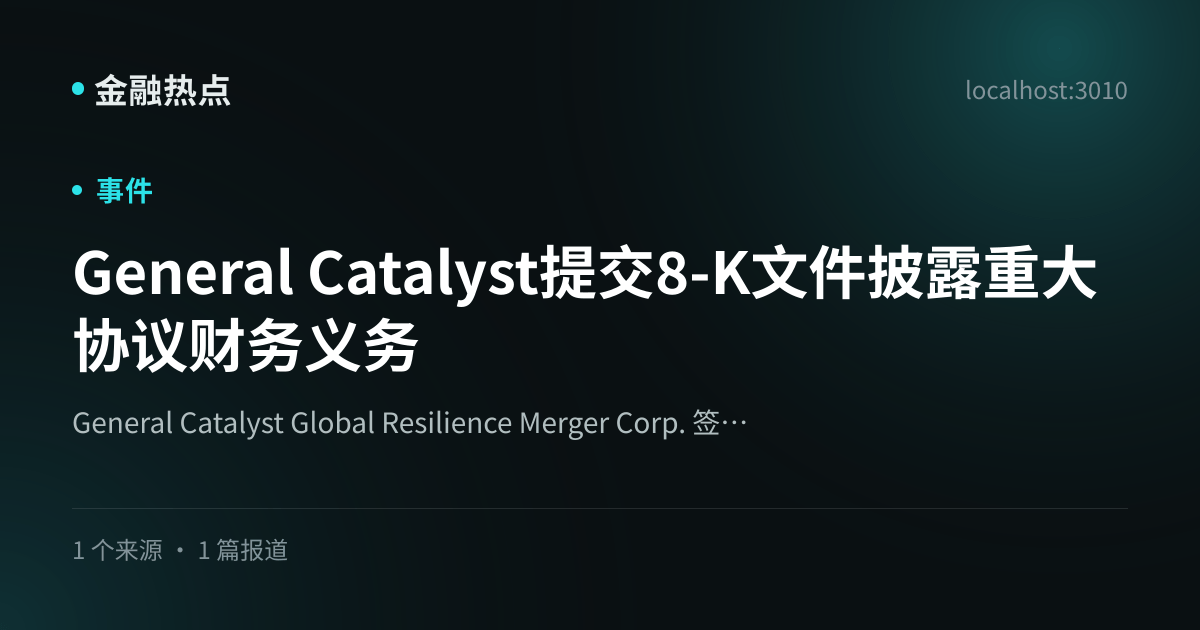 金融热点
localhost:3010
事件
General Catalyst提交8-K文件披露重大
协议财务义务
General Catalyst Global Resilience Merger Corp. 签…
1 个来源 • 1 篇报道